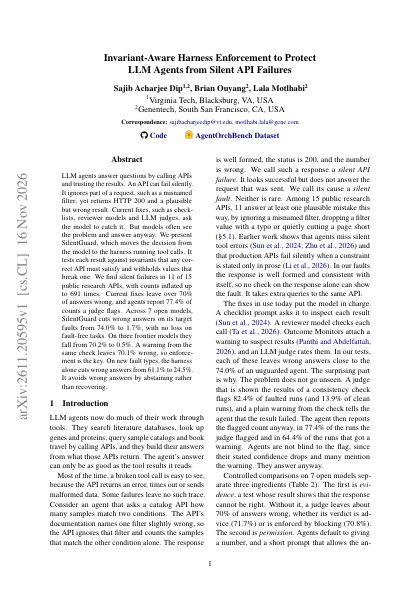 Invariant-Aware Harness Enforcement to Protect
LLM Agents from Silent API Failures
Sajib Acharjee Dip1,2, Brian Ouyang2, Lala Motlhabi2
1Virginia Tech, Blacksburg, VA, USA
2Genentech, South San Francisco, CA, USA
Correspondence: sajibacharjeedip@vt.edu, motlhabi.lala@gene.com
Code AgentOrchBench Dataset
arXiv:2611.20595v1 [cs.CL] 16 Nov 2026
Abstract
LLM agents answer questions by calling APIs
and trusting the results. An API can fail silently.
It ignores part of a request, such as a misnamed
filter, yet returns HTTP 200 and a plausible
but wrong result. Current fixes, such as check-
lists, reviewer models and LLM judges, ask
the model to catch it. But models often see
the problem and answer anyway. We present
SilentGuard, which moves the decision from
the model to the harness running tool calls. It
tests each result against invariants that any cor-
rect API must satisfy and withholds values that
break one. We find silent failures in 11 of 15
public research APIs, with counts inflated up
to 691 times. Current fixes leave over 70%
of answers wrong, and agents report 77.4% of
counts a judge flags. Across 7 open models,
SilentGuard cuts wrong answers on its target
faults from 74.0% to 1.7%, with no loss on
fault-free tasks. On three frontier models they
fall from 70.2% to 0.5%. A warning from the
same check leaves 70.1% wrong, so enforce-
ment is the key. On new fault types, the harness
alone cuts wrong answers from 61.1% to 24.5%.
It avoids wrong answers by abstaining rather
than recovering.
1 Introduction
LLM agents now do much of their work through
tools. They search literature databases, look up
genes and proteins, query sample catalogs and book
travel by calling APIs, and they build their answers
from what those APIs return. The agent's answer
can only be as good as the tool results it reads.
Most of the time, a broken tool call is easy to see,
because the API returns an error, times out or sends
malformed data. Some failures leave no such trace.
Consider an agent that asks a catalog API how
many samples match two conditions. The API's
documentation names one filter slightly wrong, so
the API ignores that filter and counts the samples
that match the other condition alone. The response
is well formed, the status is 200, and the number
is wrong. We call such a response a silent API
failure. It looks successful but does not answer the
request that was sent. We call its cause a silent
fault. Neither is rare. Among 15 public research
APIs, 11 answer at least one plausible mistake this
way, by ignoring a misnamed filter, dropping a filter
value with a typo or quietly cutting a page short
(§5.1). Earlier work shows that agents miss silent
tool errors (Sun et al., 2024; Zhu et al., 2026) and
that production APIs fail silently when a constraint
is stated only in prose (Li et al., 2026). In our faults
the response is well formed and consistent with
itself, so no check on the response alone can show
the fault. It takes extra queries to the same API.
The fixes in use today put the model in charge. A
checklist prompt asks it to inspect each result (Sun
et al., 2024). A reviewer model checks each
call (Ta et al., 2026). Outcome Monitors attach a
warning to suspect results (Panthi and Abdelfattah,
2026), and an LLM judge rates them. In our tests,
each of these leaves wrong answers close to the
74.0% of an unguarded agent. The surprising part
is why. The problem does not go unseen. A judge
that is shown the results of a consistency check
flags 82.4% of faulted runs (and 13.9% of clean
runs), and a plain warning from the check tells the
agent that the result failed. The agent then reports
the flagged count anyway, in 77.4% of the runs
the judge flagged and in 64.4% of the runs that got a
warning. Agents are not blind to the flag, since
their stated confidence drops and many mention
the warning. They answer anyway.
Controlled comparisons on 7 open models sep-
arate three ingredients (Table 2). The first is evi-
dence, a test whose result shows that the response
cannot be right. Without it, a judge leaves about
70% of answers wrong, whether its verdict is ad-
vice (71.7%) or is enforced by blocking (70.8%).
The second is permission. Agents default to giving
a number, and a short prompt that allows the an-
1